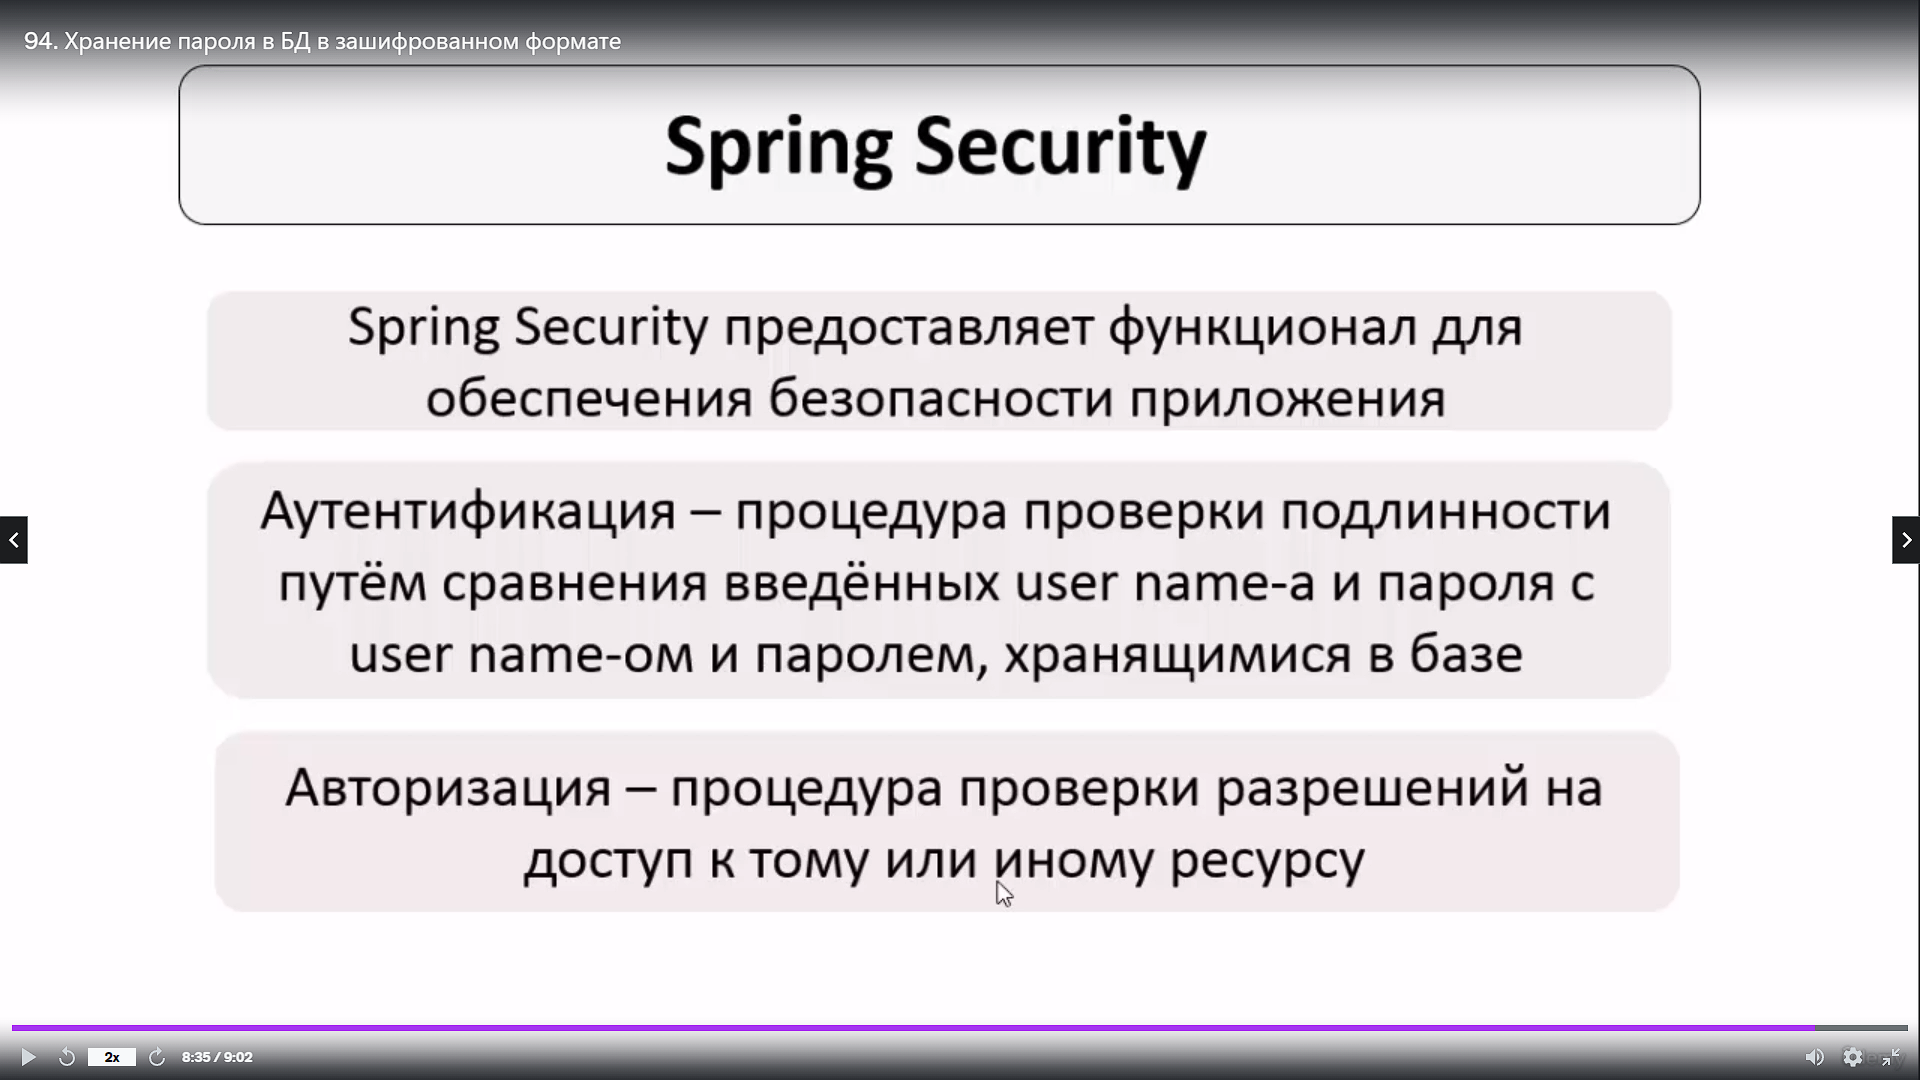 94. Хранение пароля в БД в зашифрованном формате
Spring Security
Spring Security предоставляет функционал для
обеспечения безопасности приложения
Аутентификация – процедура проверки подлинности
путём сравнения введённых user name-а и пароля с
user name-ом и паролем, хранящимися в базе
Авторизация – процедура проверки разрешений на
доступ к тому или иному ресурсу
2x
8:35 / 9:02